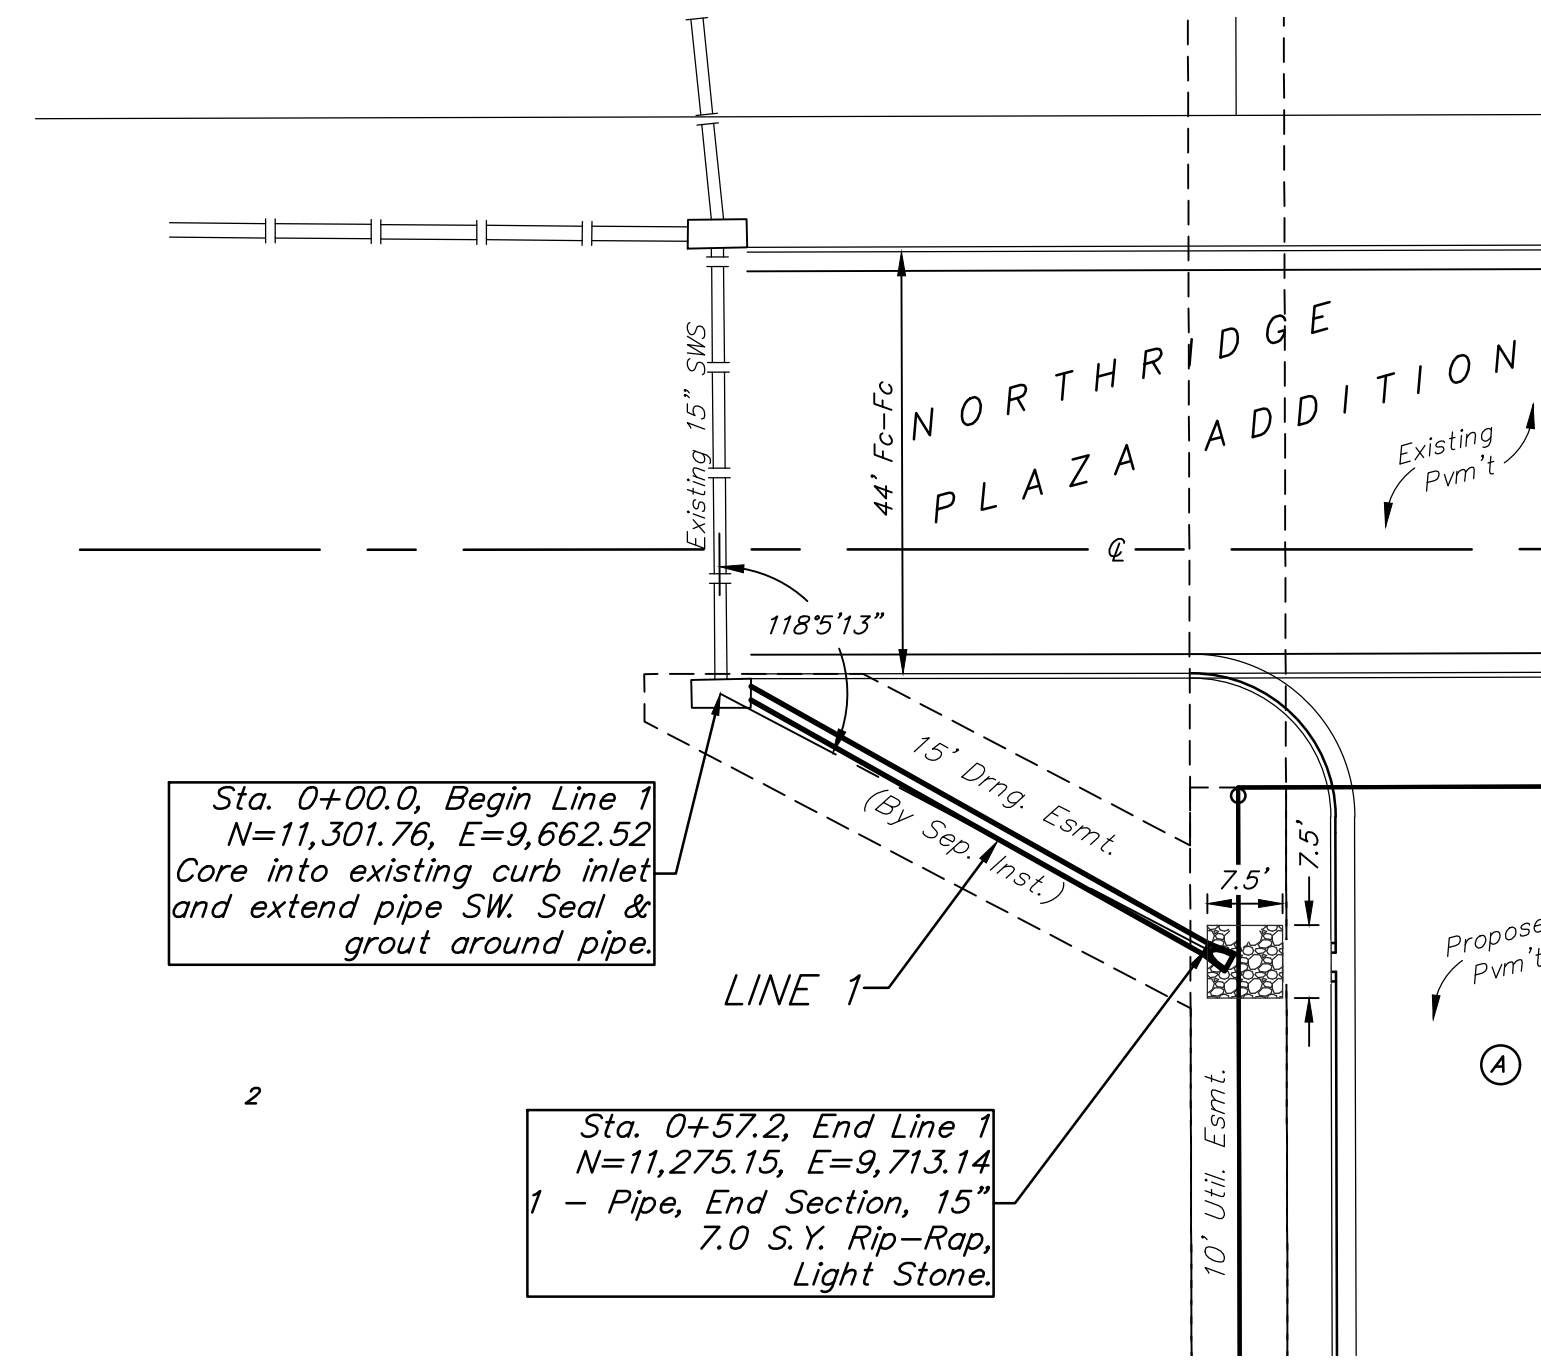 Existing 15" SWS
44' Fc-Fc
NORTHRIDGE
PLAZA ADDITION
Existing
Pvm't
℄
118°5'13"
15' Drng. Esmt.
(By Sep. Inst.)
Sta. 0+00.0, Begin Line 1
N=11,301.76, E=9,662.52
Core into existing curb inlet
and extend pipe SW. Seal &
grout around pipe.
7.5'
7.5'
Propose
Pvm't
LINE 1
A
2
10' Util. Esmt.
Sta. 0+57.2, End Line 1
N=11,275.15, E=9,713.14
1 - Pipe, End Section, 15"
7.0 S.Y. Rip-Rap,
Light Stone.